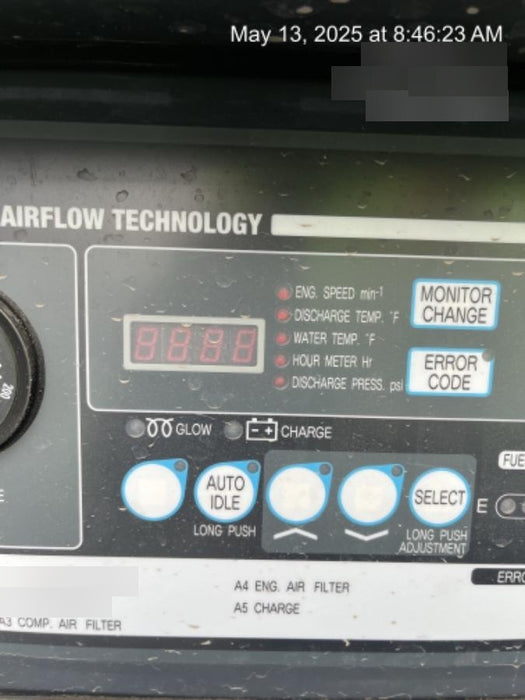 May 13, 2025 at 8:46:23 AM
AIRFLOW TECHNOLOGY
ENG. SPEED min-1
DISCHARGE TEMP. °F
WATER TEMP. °F
HOUR METER Hr
DISCHARGE PRESS. psi
MONITOR
CHANGE
ERROR
CODE
GLOW
- +
CHARGE
200
AUTO
IDLE
LONG PUSH
SELECT
LONG PUSH
ADJUSTMENT
FUE
E
E
ERRO
A4 ENG. AIR FILTER
A5 CHARGE
A3 COMP. AIR FILTER